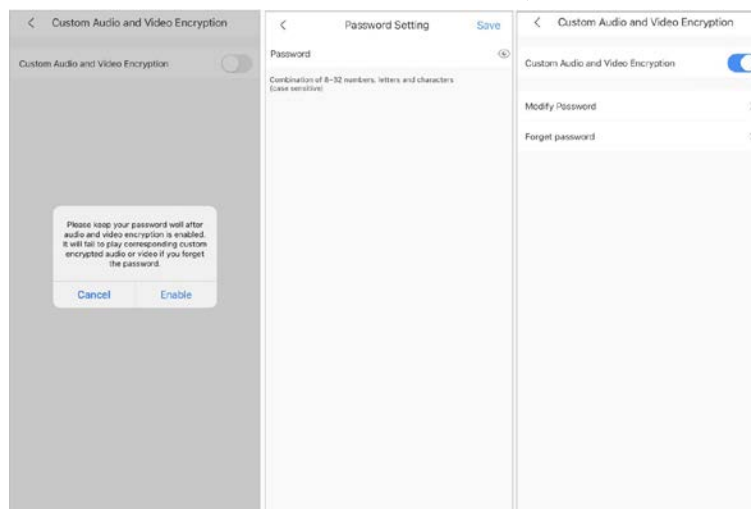 Custom Audio and Video Encryption
Custom Audio and Video Encryption
Please keep your password well after
audio and video encryption is enabled.
It will fail to play corresponding custom
encrypted audio or video if you forget
the password.
Cancel
Enable
Password Setting
Save
Password
Combination of 8-32 numbers, letters and characters
(case sensitive)
Custom Audio and Video Encryption
Custom Audio and Video Encryption
Modify Password
Forget password